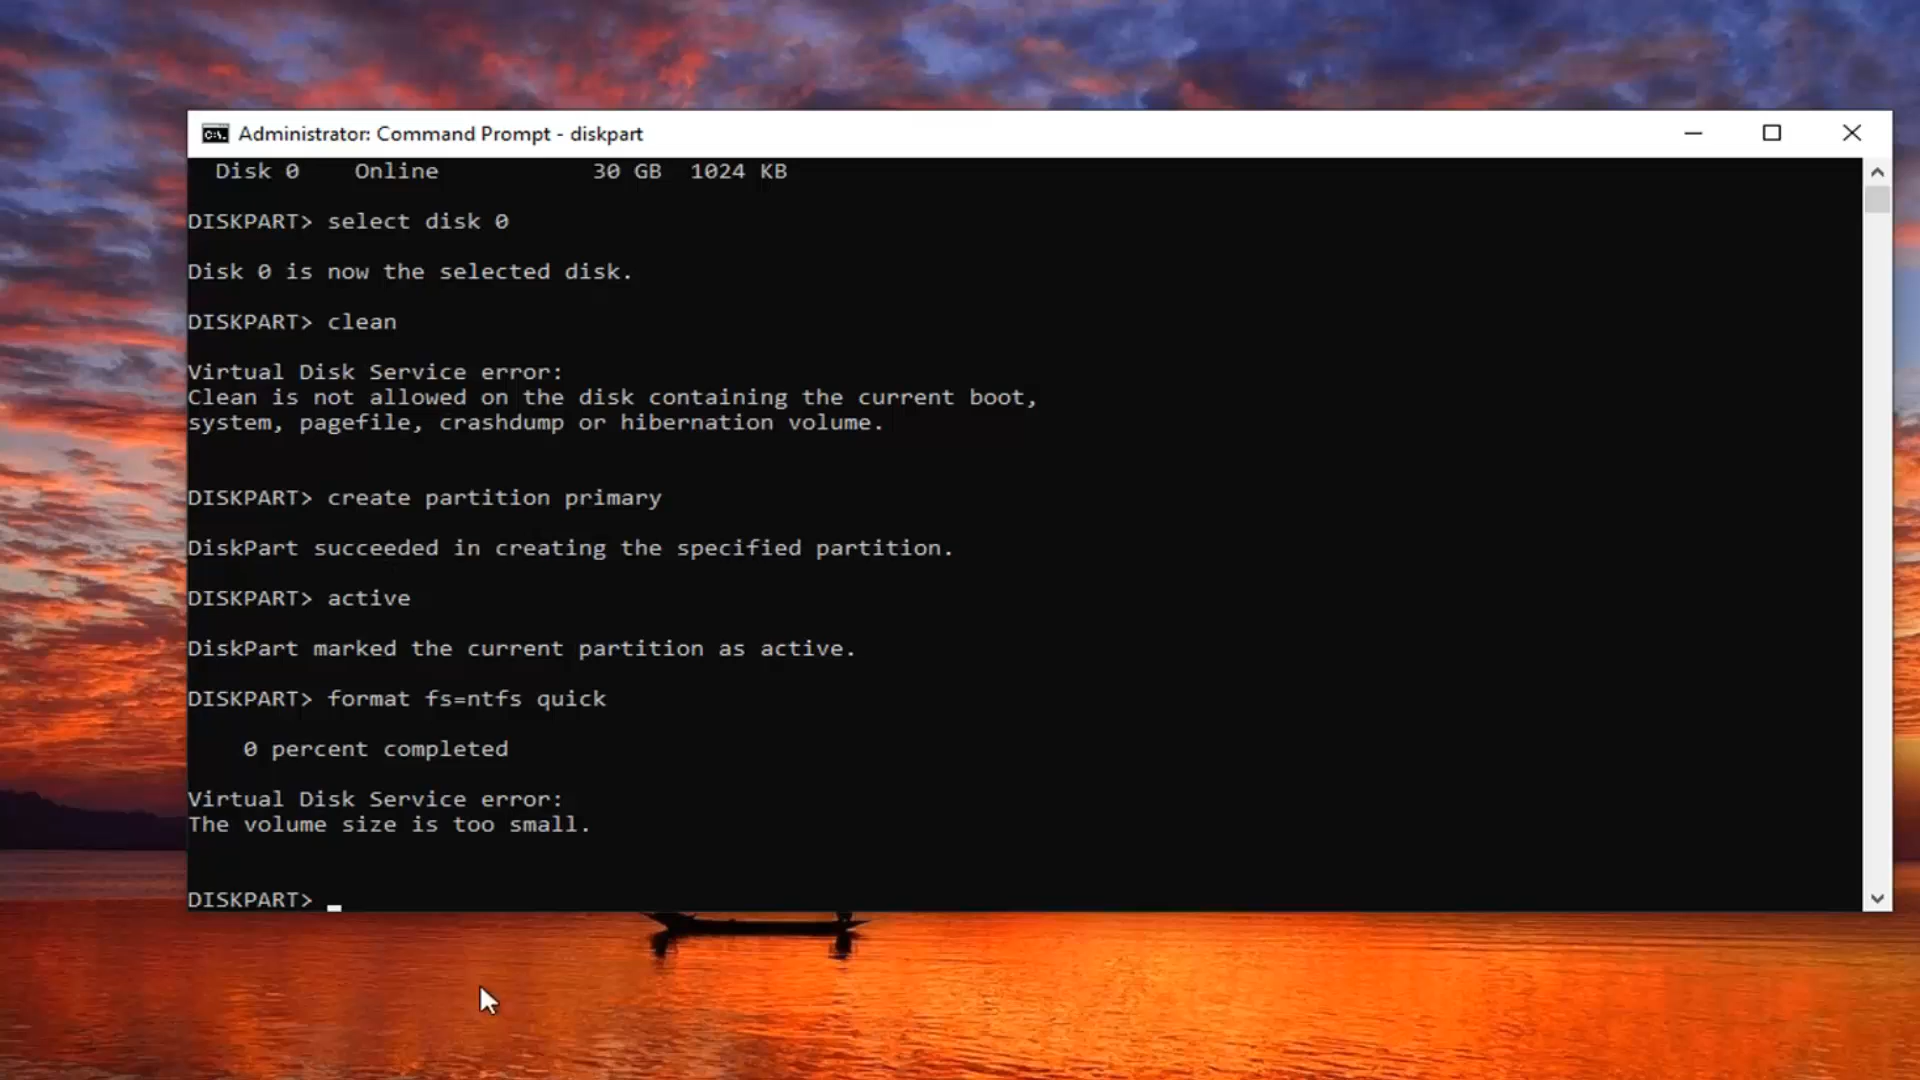 Administrator: Command Prompt - diskpart
Disk 0    Online           30 GB  1024 KB
DISKPART> select disk 0
Disk 0 is now the selected disk.
DISKPART> clean
Virtual Disk Service error:
Clean is not allowed on the disk containing the current boot,
system, pagefile, crashdump or hibernation volume.
DISKPART> create partition primary
DiskPart succeeded in creating the specified partition.
DISKPART> active
DiskPart marked the current partition as active.
DISKPART> format fs=ntfs quick
0 percent completed
Virtual Disk Service error:
The volume size is too small.
DISKPART>